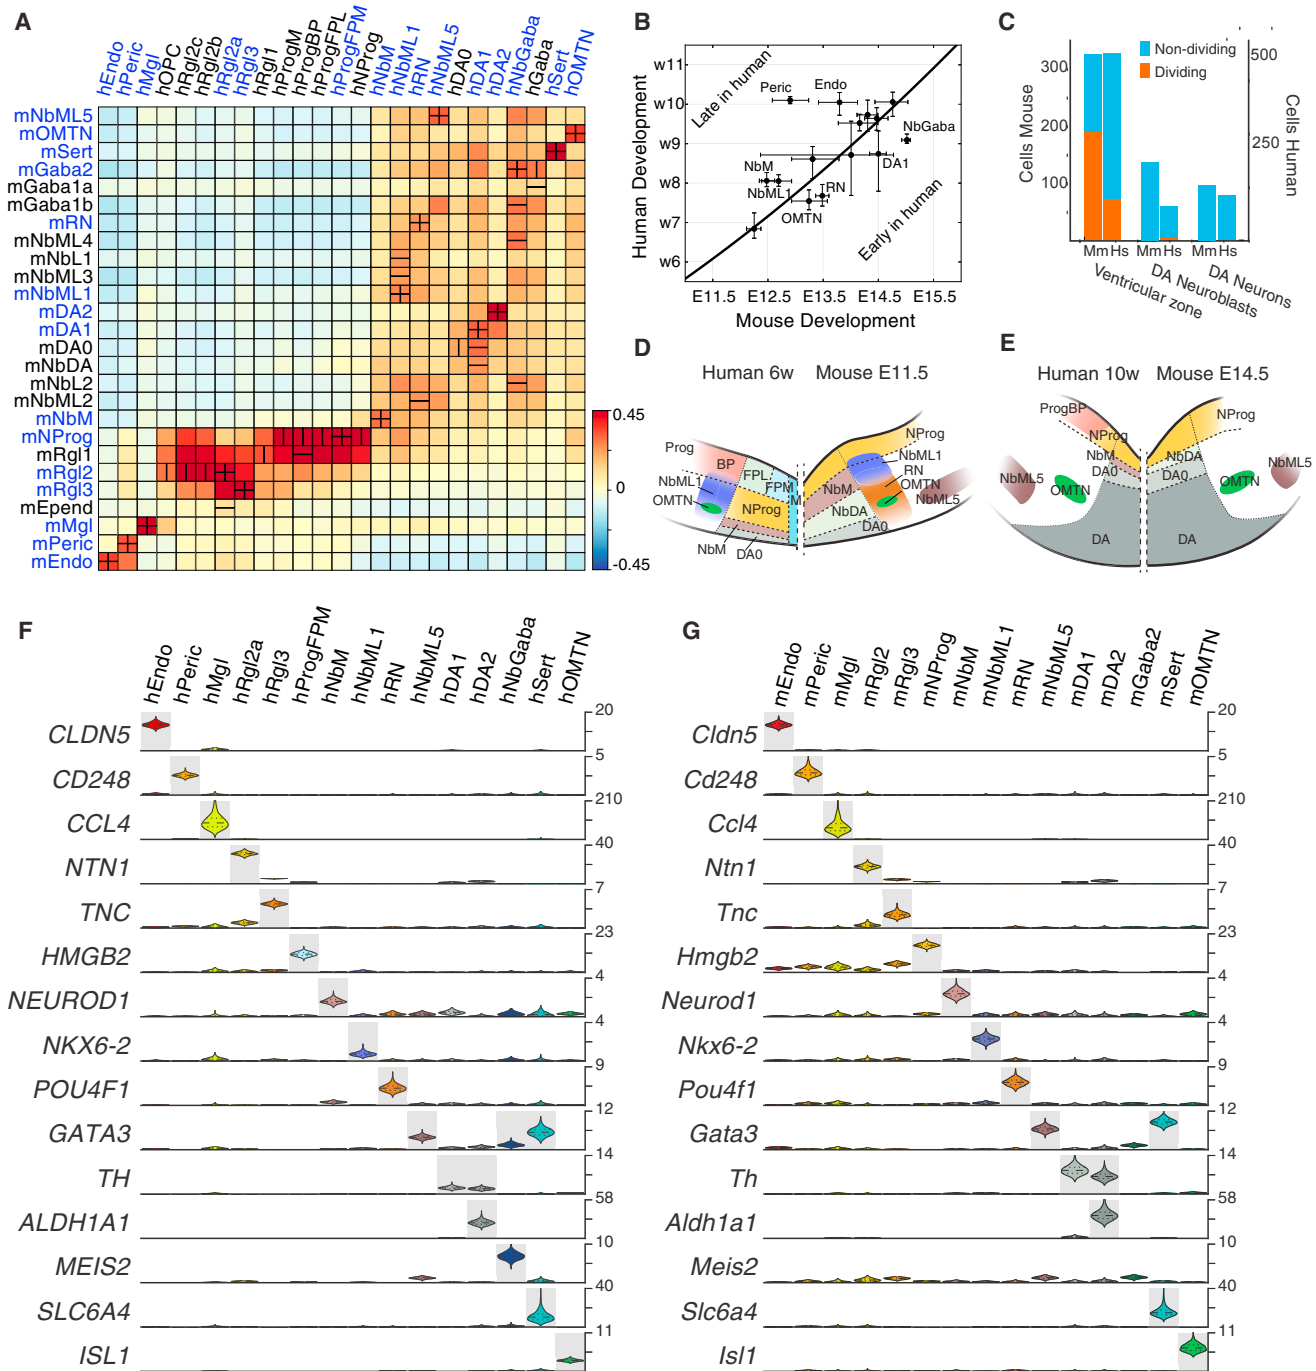 A
hEndo
hPeric
hMgl
hOPC
hRgl2c
hRgl2b
hRgl2a
hRgl3
hRgl1
hProgM
hProgBP
hProgFPL
hProgFPM
hNProg
hNbM
hNbML1
hRN
hNbML5
hDA0
hDA1
hDA2
hNbGaba
hGaba
hSert
hOMTN
mNbML5
mOMTN
mSert
mGaba2
mGaba1a
mGaba1b
mRN
mNbML4
mNbL1
mNbML3
mNbML1
mDA2
mDA1
mDA0
mNbDA
mNbL2
mNbML2
mNbM
mNProg
mRgl1
mRgl2
mRgl3
mEpend
mMgl
mPeric
mEndo
0.45
0
-0.45
B
Human Development
w11
w10
w9
w8
w7
w6
Late in human
Peric
Endo
NbGaba
NbM
DA1
NbML1
RN
OMTN
Early in human
E11.5
E12.5
E13.5
E14.5
E15.5
Mouse Development
C
Non-dividing
Dividing
Cells Mouse
300
200
100
500
250
Cells Human
Mm Hs
Mm Hs
Mm Hs
Ventricular zone
DA Neuroblasts
DA Neurons
D
Human 6w
Mouse E11.5
Prog
BP
FPL
FPM
M
NbML1
OMTN
NProg
NbM
DA0
NProg
NbML1
RN
OMTN
NbML5
NbM
NbDA
DA0
E
Human 10w
Mouse E14.5
ProgBP
NProg
NbM
DA0
NbML5
OMTN
DA
NProg
NbDA
DA0
NbML5
OMTN
DA
F
hEndo
hPeric
hMgl
hRgl2a
hRgl3
hProgFPM
hNbM
hNbML1
hRN
hNbML5
hDA1
hDA2
hNbGaba
hSert
hOMTN
CLDN5
20
CD248
5
5
CCL4
210
NTN1
40
40
TNC
7
7
HMGB2
23
NEUROD1
4
4
NKX6-2
4
POU4F1
9
9
GATA3
12
TH
14
ALDH1A1
58
MEIS2
10
SLC6A4
40
ISL1
11
G
mEndo
mPeric
mMgl
mRgl2
mRgl3
mNProg
mNbM
mNbML1
mRN
mNbML5
mDA1
mDA2
mGaba2
mSert
mOMTN
Cldn5
20
Cd248
5
5
Ccl4
210
Ntn1
40
40
Tnc
7
7
Hmgb2
23
Neurod1
4
4
Nkx6-2
4
Pou4f1
9
9
Gata3
12
Th
14
Aldh1a1
58
Meis2
10
Slc6a4
40
Isl1
11